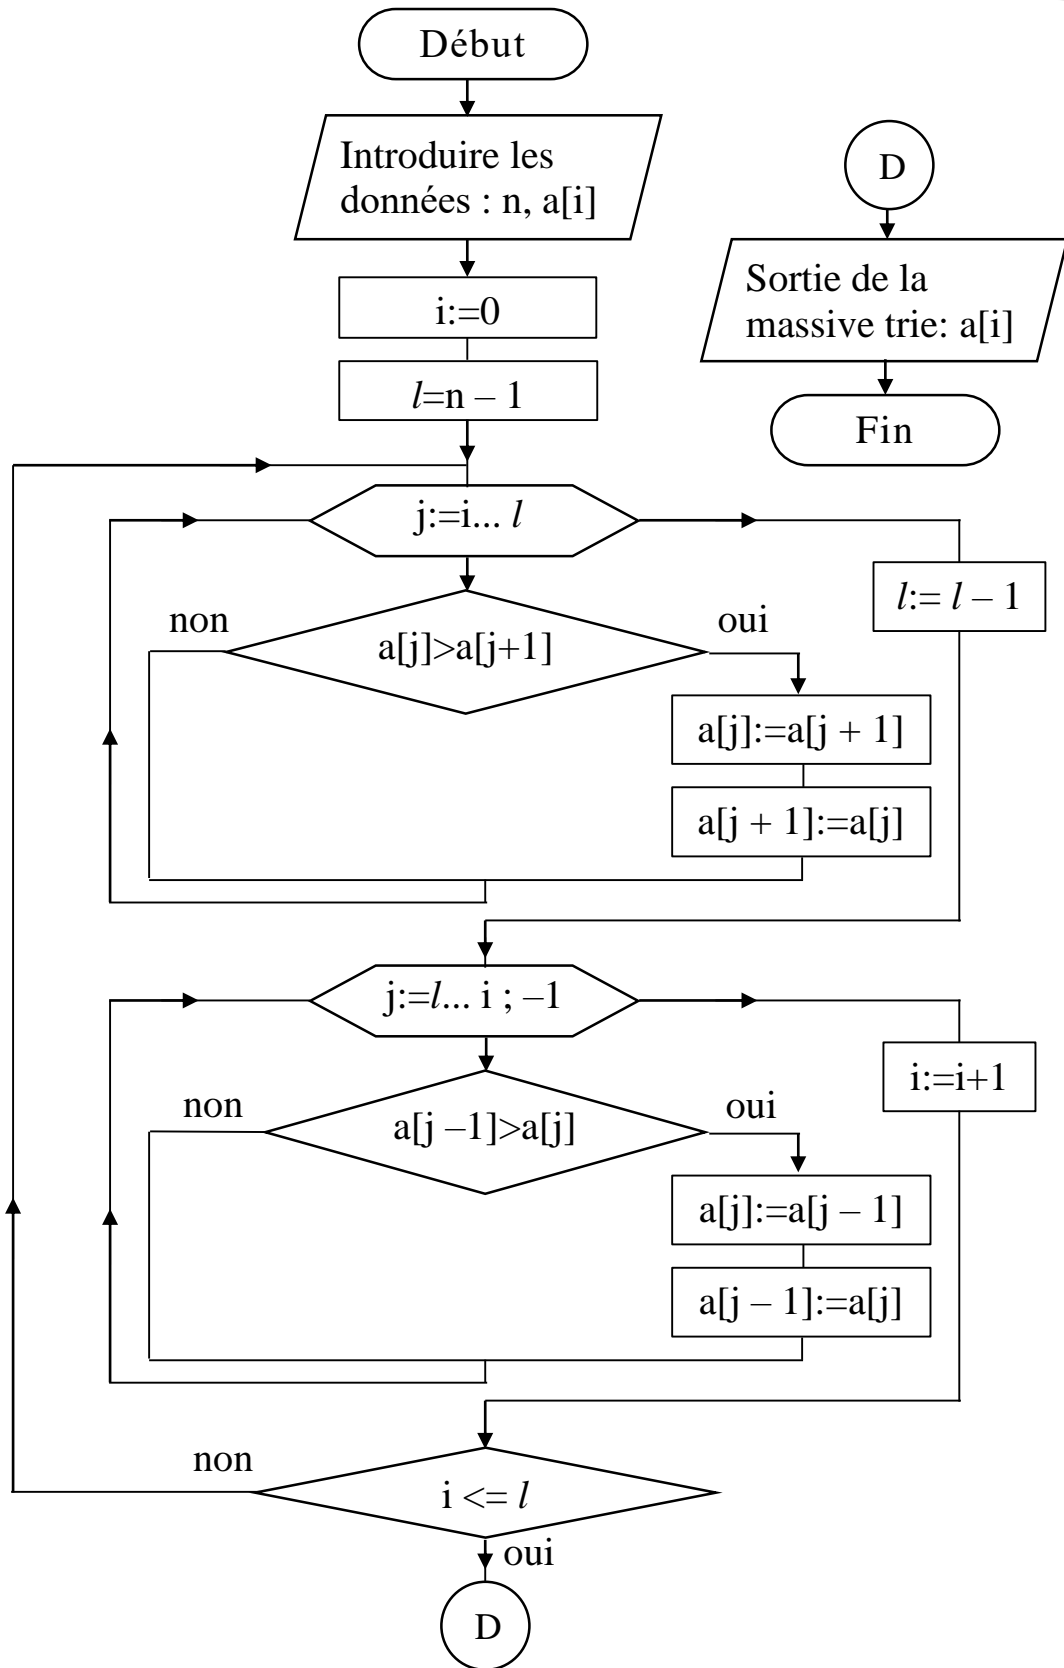 Début
Introduire les
données : n, a[i]
i:=0
l=n – 1
j:=i... l
l:= l – 1
non
oui
a[j]>a[j+1]
a[j]:=a[j + 1]
a[j + 1]:=a[j]
j:=l... i ; –1
i:=i+1
non
oui
a[j –1]>a[j]
a[j]:=a[j – 1]
a[j – 1]:=a[j]
non
i <= l
oui
D
D
Sortie de la
massive trie: a[i]
Fin